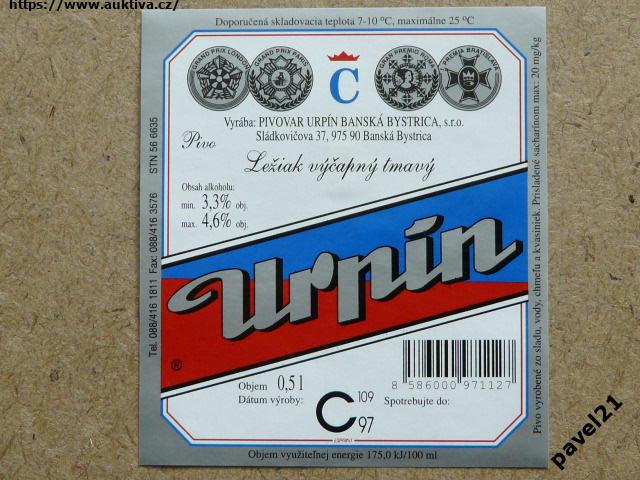 https://www.auktiva.cz/
Doporučená skladovacia teplota 7-10 °C, maximálne 25 °C
GRAND PRIX LONDON
GRAND PRIX PARIS
C
GRAN PREMIO ROMA
PREMIA BRATISLAVA
Vyrába: PIVOVAR URPÍN BANSKÁ BYSTRICA, s.r.o.
Sládkovičova 37, 975 90 Banská Bystrica
Pivo
Ležiak výčapný tmavý
Obsah alkoholu:
min. 3,3% obj.
max. 4,6% obj.
Urpín
®
Objem 0,5 l
Dátum výroby:
C 109
97
Spotrebujte do:
8 586000 971127
Objem využiteľnej energie 175,0 kJ/100 ml
Tel. 088/416 1811 Fax: 088/416 3576 STN 56 6635
Pivo vyrobené zo sladu, vody, chmeľu a kvasiniek. Prisladené sacharínom max: 20 mg/kg
pavel21